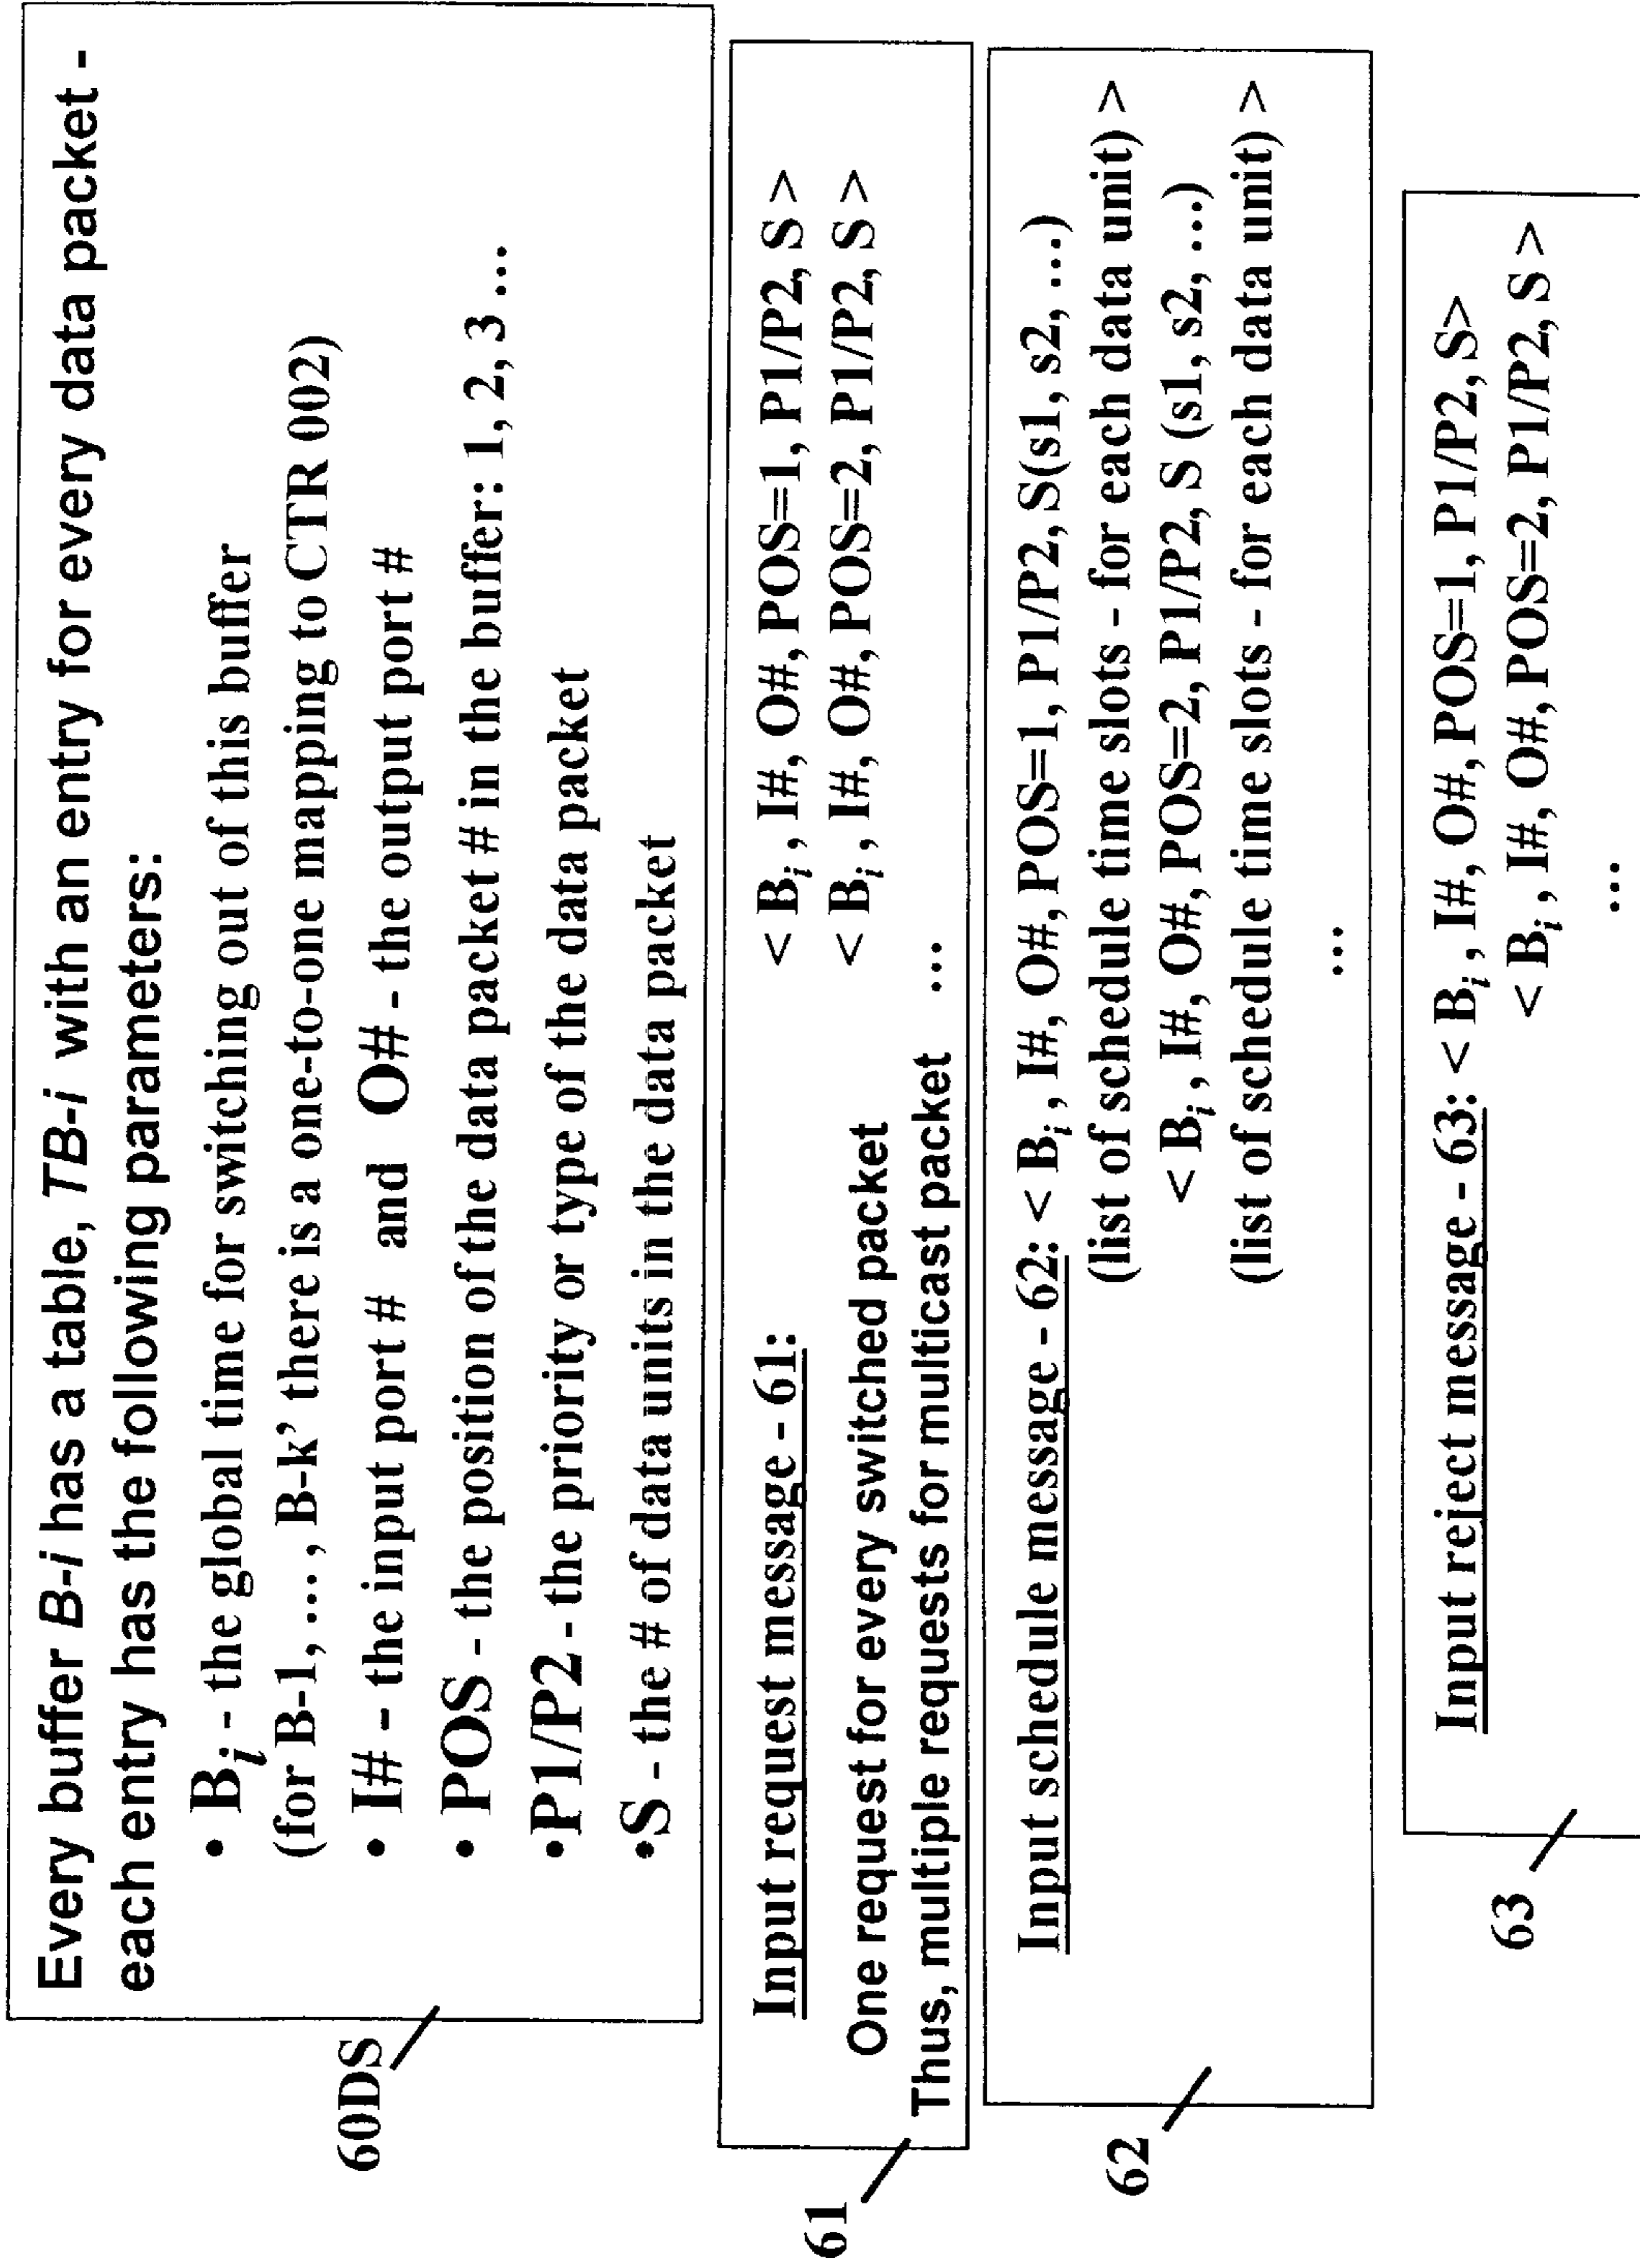 Every buffer B-i has a table, TB-i with an entry for every data packet -
each entry has the following parameters:
• Bi - the global time for switching out of this buffer
(for B-1, ... , B-k' there is a one-to-one mapping to CTR 002)
• I# - the input port # and O# - the output port #
• POS - the position of the data packet # in the buffer: 1, 2, 3 ...
•P1/P2 - the priority or type of the data packet
•S - the # of data units in the data packet
60DS
Input request message - 61: < Bi , I#, O#, POS=1, P1/P2, S >
One request for every switched packet < Bi , I#, O#, POS=2, P1/P2, S >
Thus, multiple requests for multicast packet ...
61
Input schedule message - 62: < Bi , I#, O#, POS=1, P1/P2, S(s1, s2, ...)
(list of schedule time slots - for each data unit) >
< Bi , I#, O#, POS=2, P1/P2, S (s1, s2, ...)
(list of schedule time slots - for each data unit) >
...
62
Input reject message - 63: < Bi , I#, O#, POS=1, P1/P2, S>
< Bi , I#, O#, POS=2, P1/P2, S >
...
63